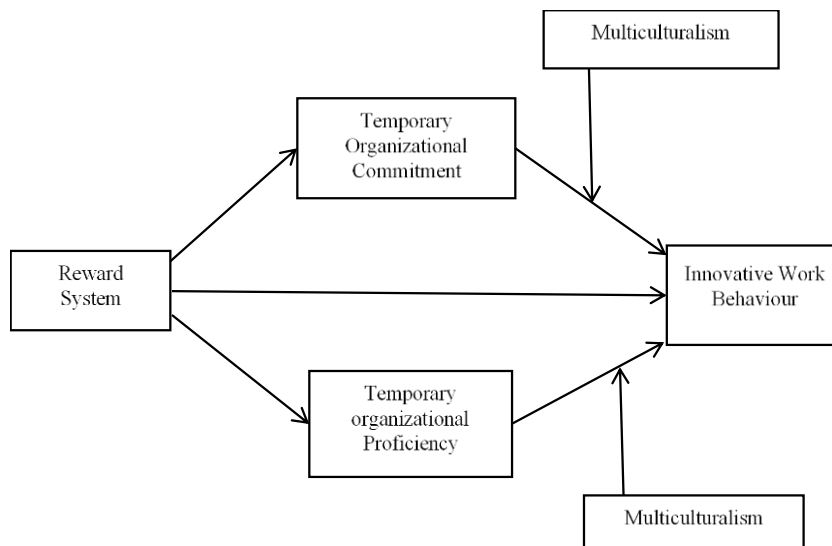 Multiculturalism
Temporary
Organizational
Commitment
Reward
System
Innovative Work
Behaviour
Temporary
organizational
Proficiency
Multiculturalism